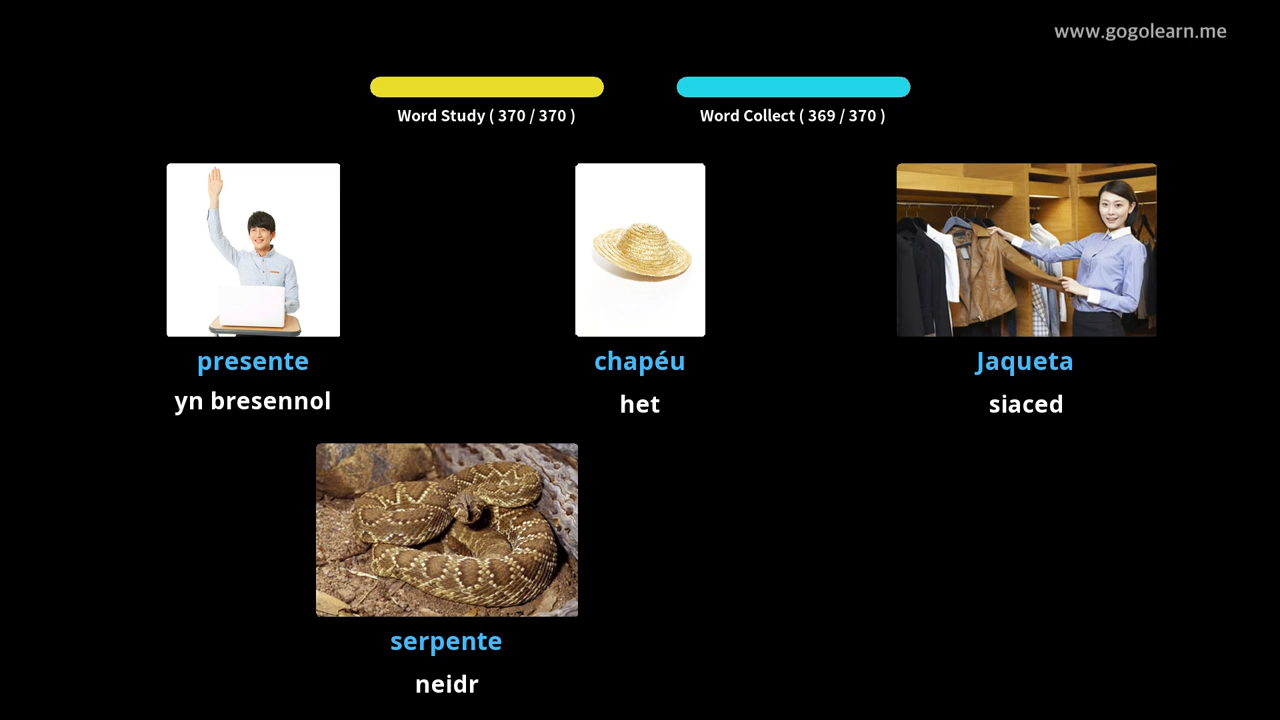 www.gogolearn.me
Word Study ( 370 / 370 )
Word Collect ( 369 / 370 )
presente
chapéu
Jaqueta
yn bresennol
het
siaced
serpente
neidr